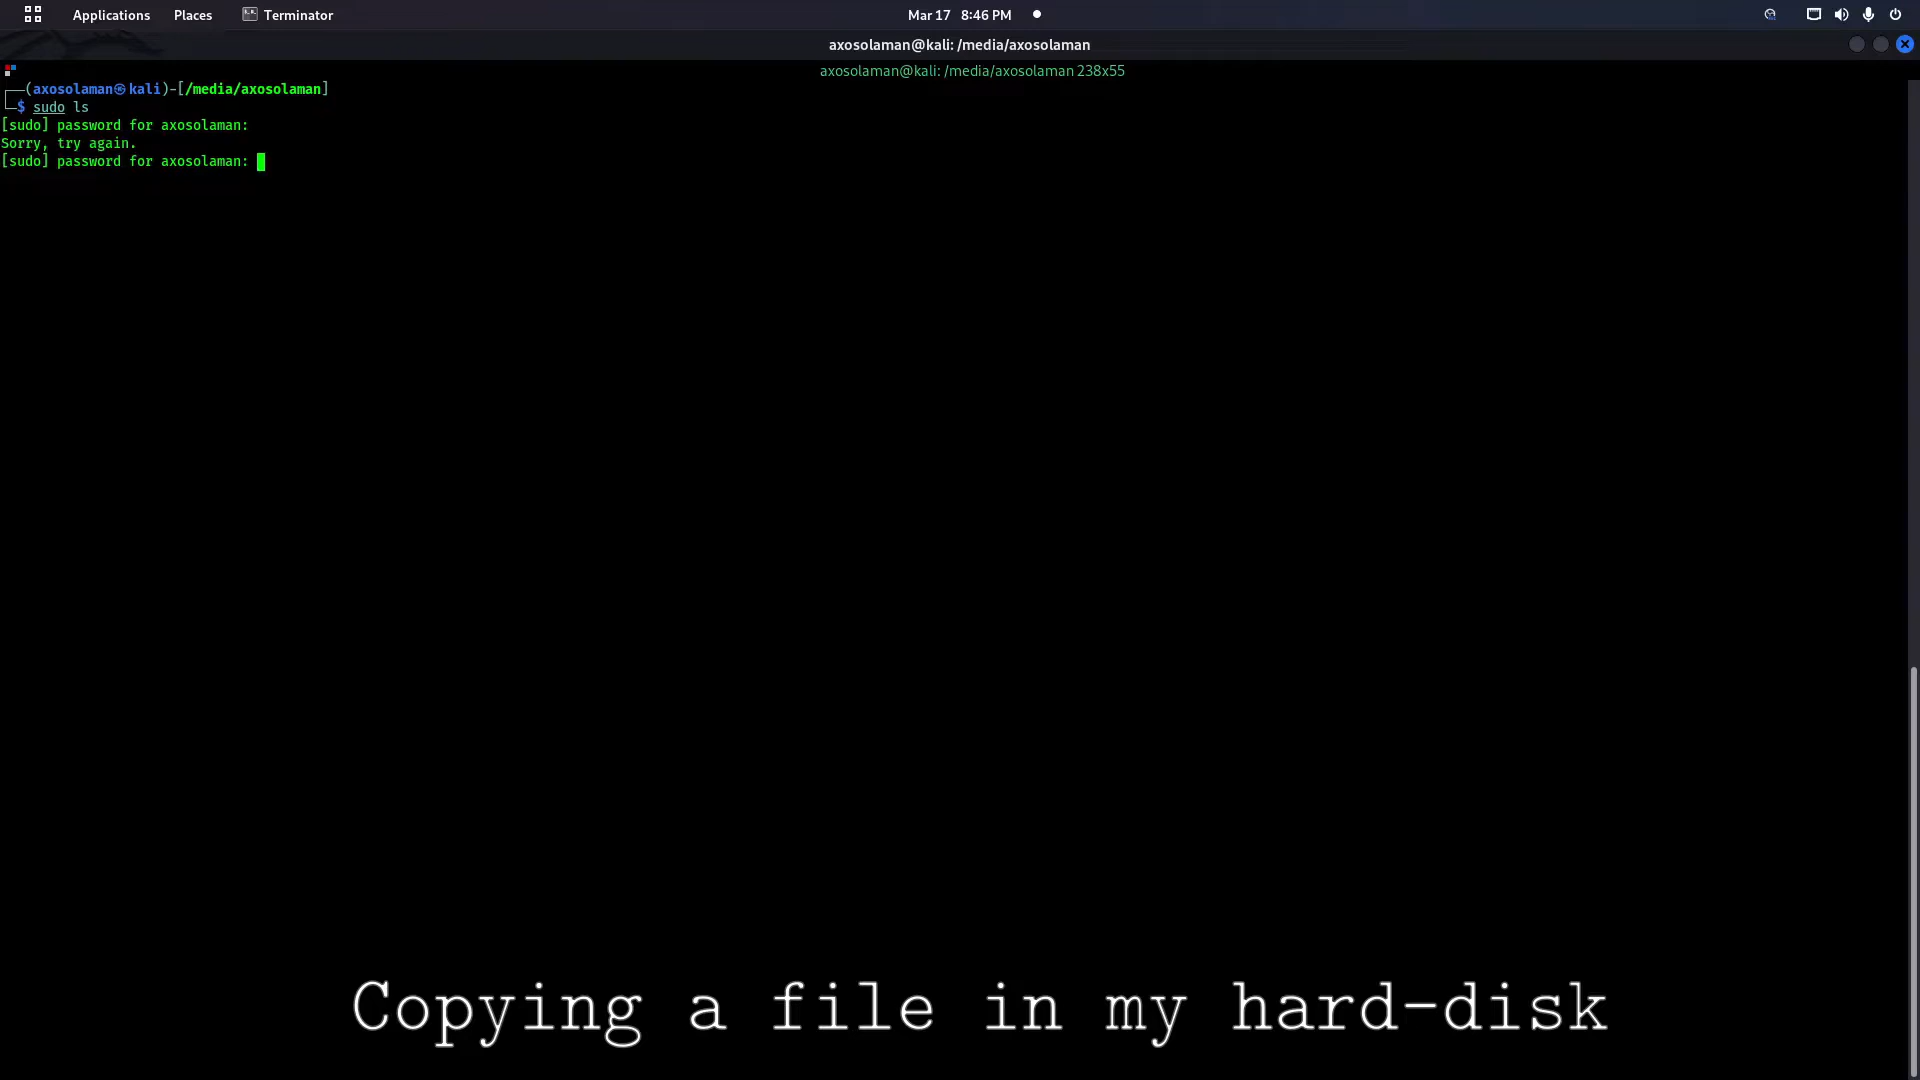 Applications Places Terminator Mar 17 8:46 PM
axosolaman@kali: /media/axosolaman
axosolaman@kali: /media/axosolaman 238x55
┌──(axosolaman㉿kali)-[/media/axosolaman]
└─$ sudo ls
[sudo] password for axosolaman:
Sorry, try again.
[sudo] password for axosolaman:
Copying a file in my hard-disk